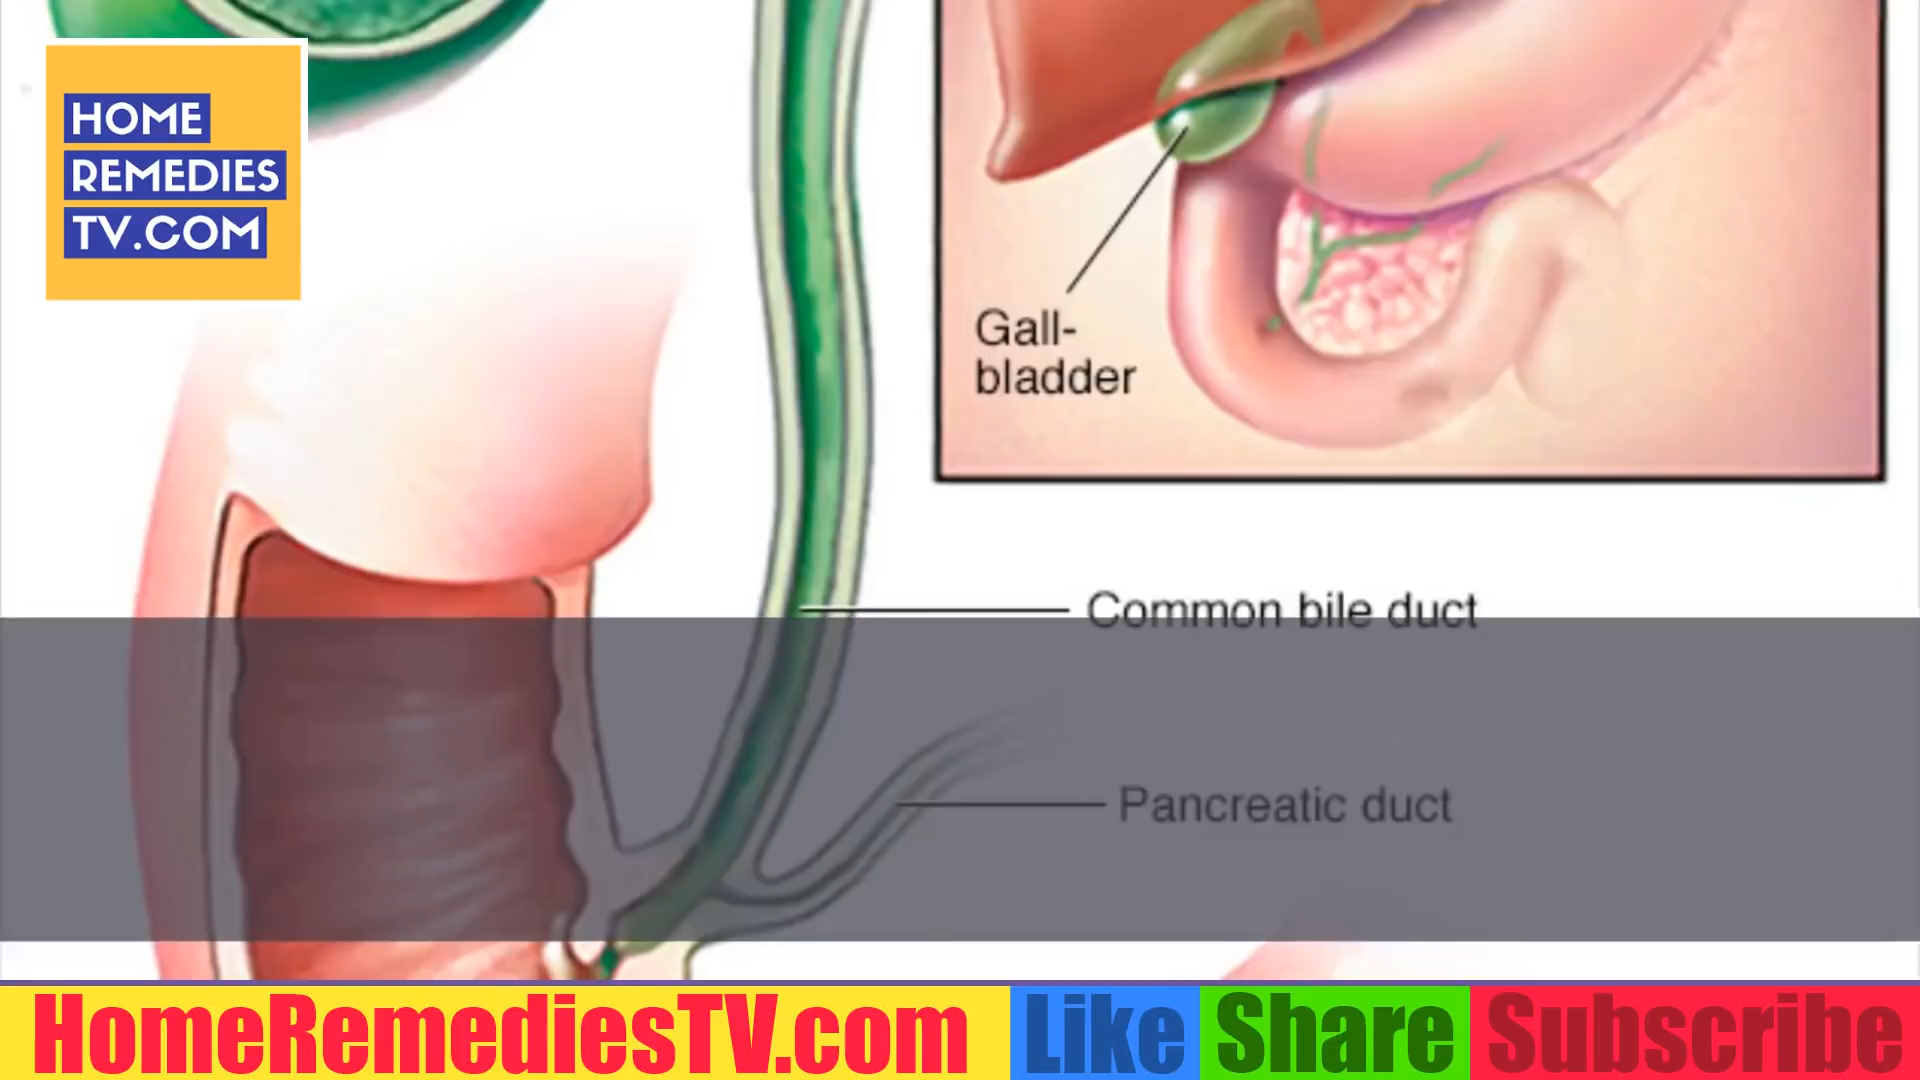 HOME
REMEDIES
TV.COM
Gall-
bladder
Common bile duct
Pancreatic duct
HomeRemediesTV.com Like Share Subscribe